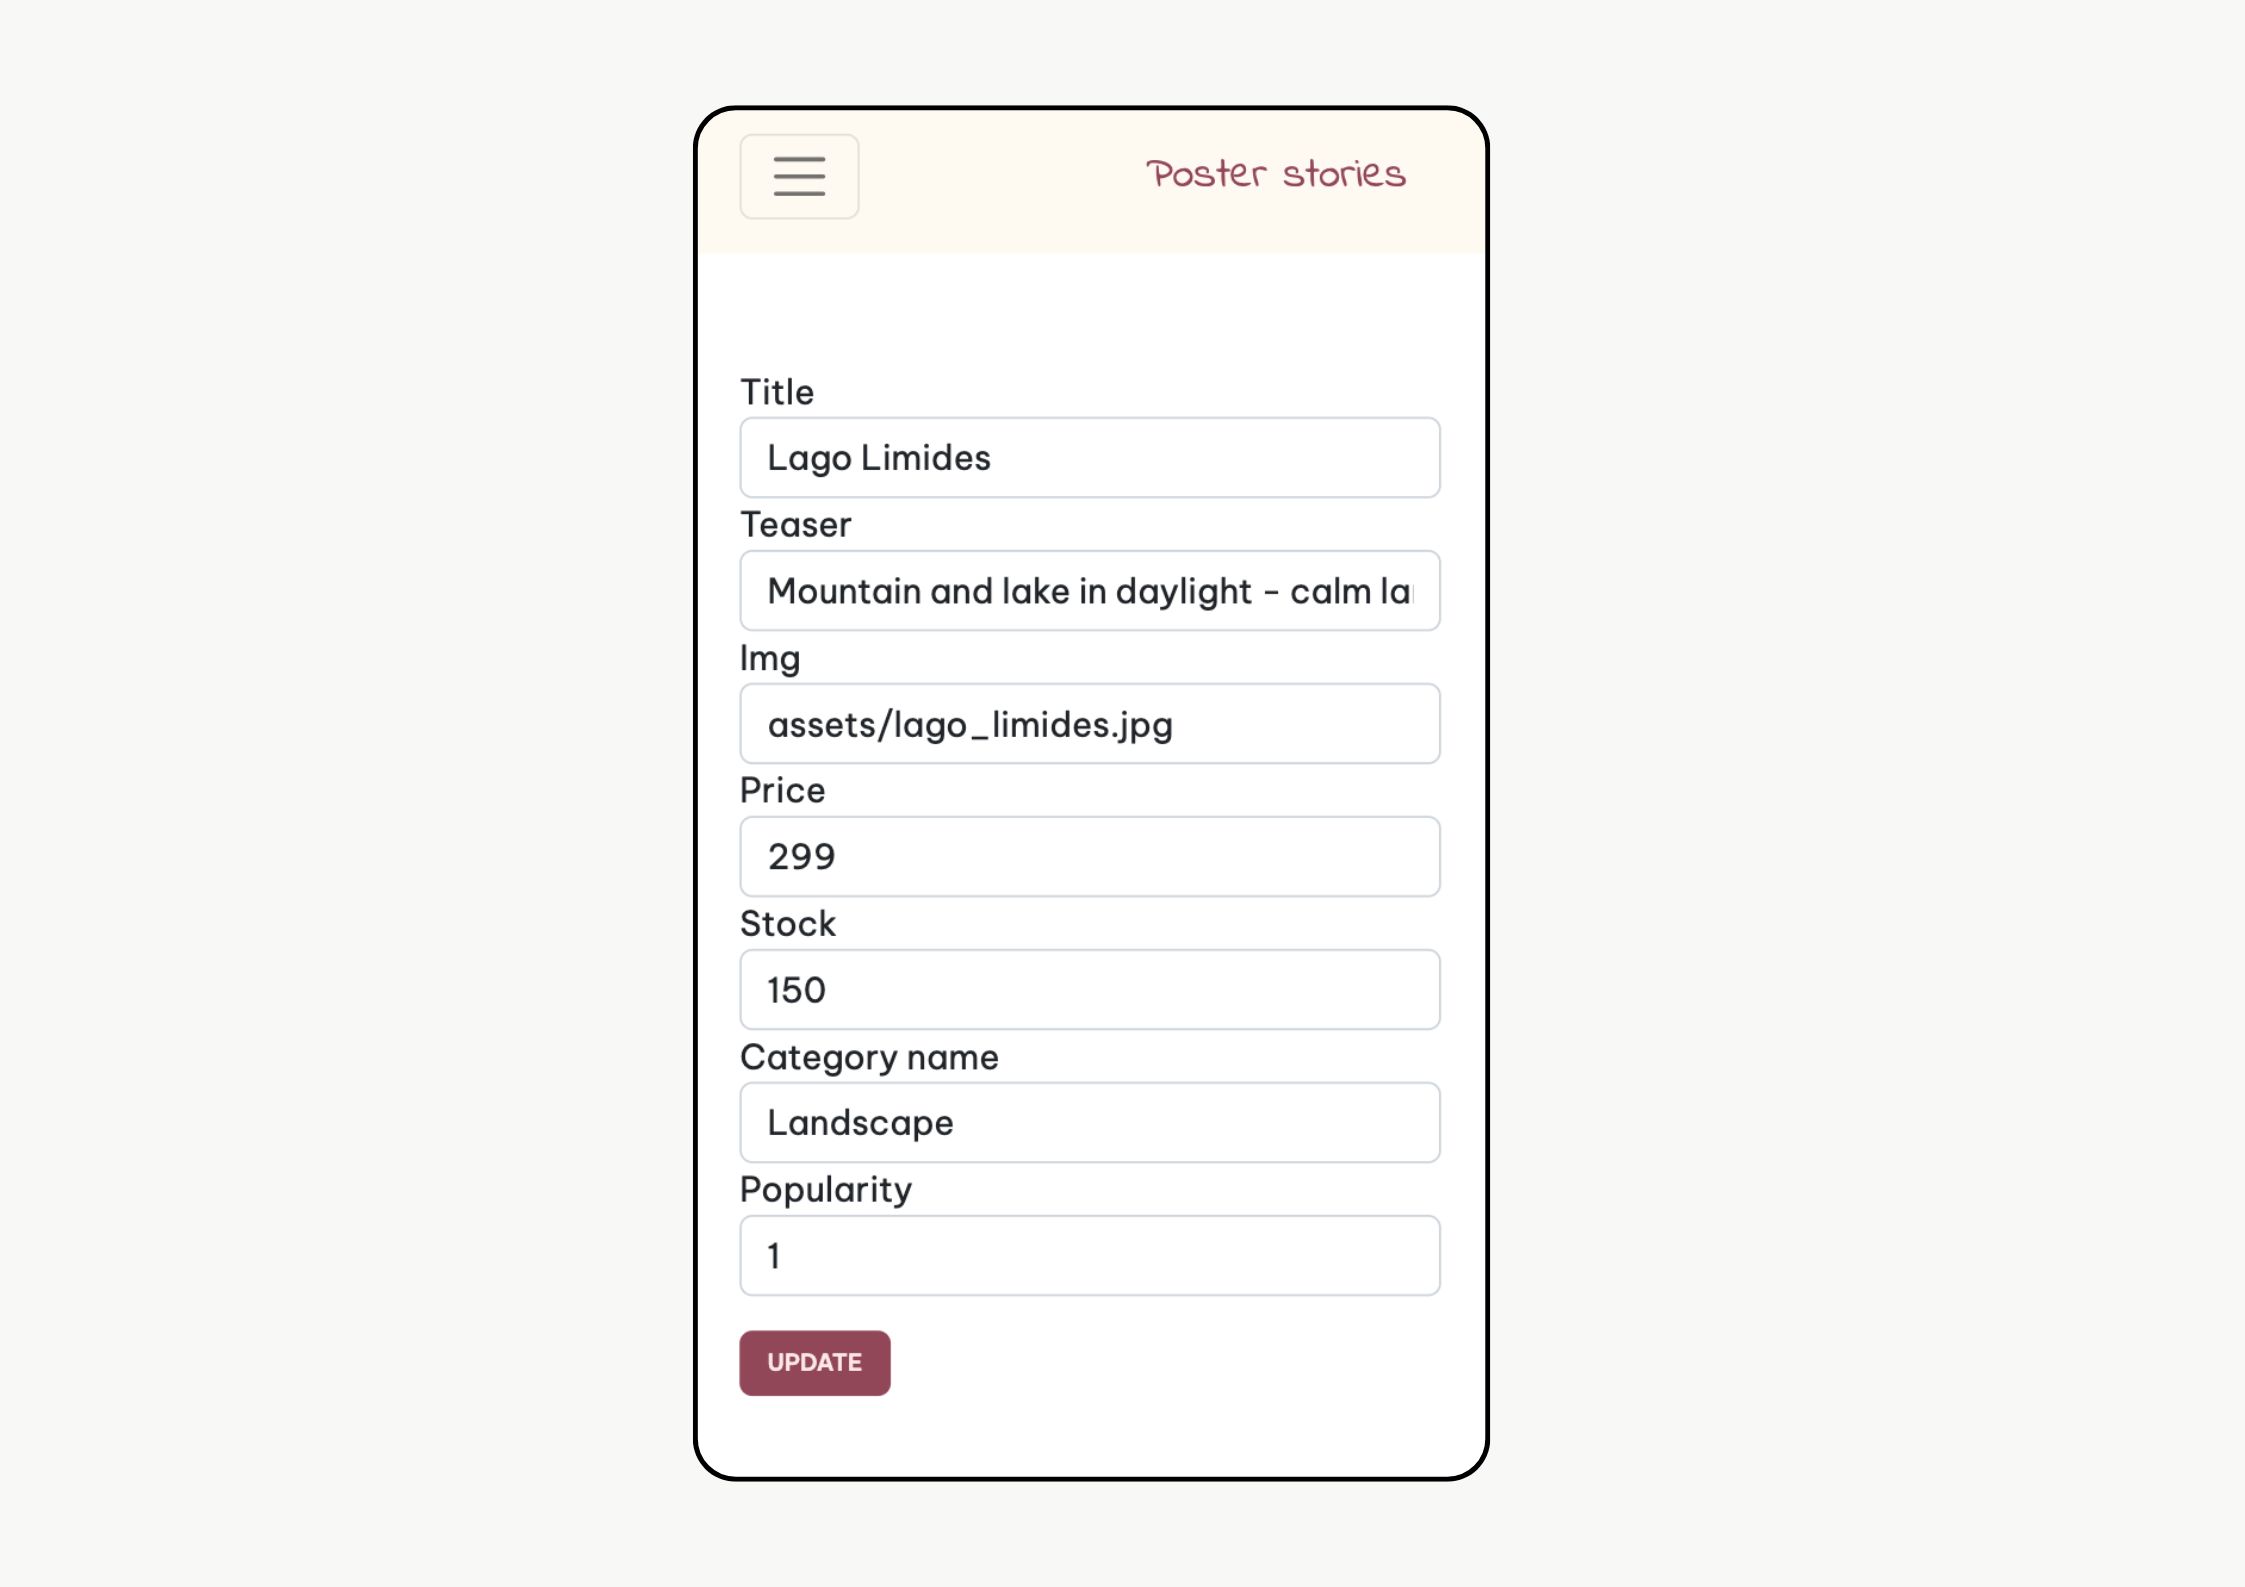 Poster stories
Title
Lago Limides
Teaser
Mountain and lake in daylight - calm
Img
assets/lago_limides.jpg
Price
299
Stock
150
Category name
Landscape
Popularity
1
UPDATE